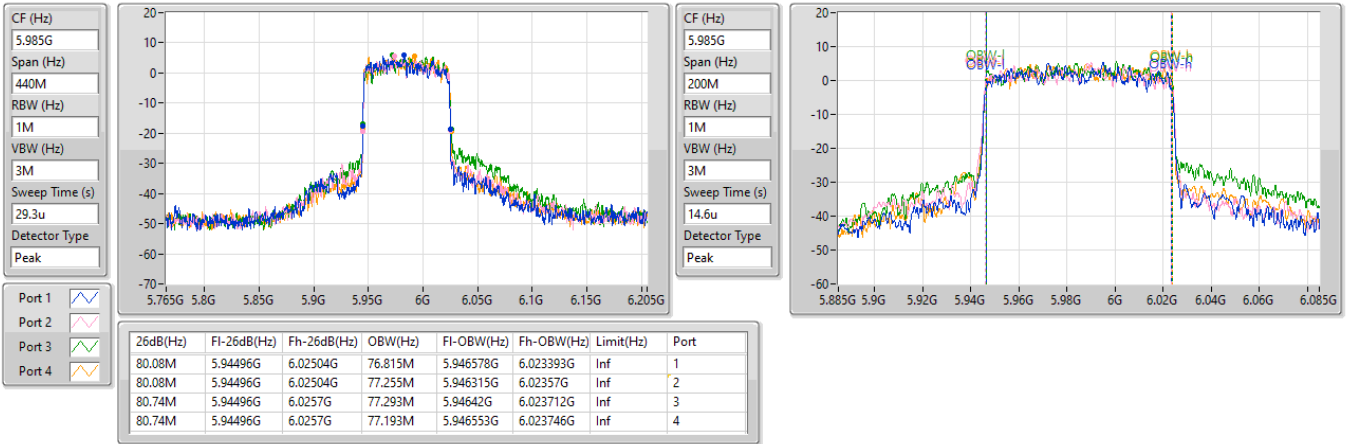 CF (Hz)
5.985G
Span (Hz)
440M
RBW (Hz)
1M
VBW (Hz)
3M
Sweep Time (s)
29.3u
Detector Type
Peak
20-
10-
0-
-10-
-20-
-30-
-40-
-50-
-60-
-70-
5.765G 5.8G 5.85G 5.9G 5.95G 6G 6.05G 6.1G 6.15G 6.205G
CF (Hz)
5.985G
Span (Hz)
200M
RBW (Hz)
1M
VBW (Hz)
3M
Sweep Time (s)
14.6u
Detector Type
Peak
20-
10-
0-
-10-
-20-
-30-
-40-
-50-
-60-
OBW-l OBW-h
5.885G 5.9G 5.92G 5.94G 5.96G 5.98G 6G 6.02G 6.04G 6.06G 6.085G
Port 1
Port 2
Port 3
Port 4
26dB(Hz) Fl-26dB(Hz) Fh-26dB(Hz) OBW(Hz) Fl-OBW(Hz) Fh-OBW(Hz) Limit(Hz) Port
80.08M 5.94496G 6.02504G 76.815M 5.946578G 6.023393G Inf 1
80.08M 5.94496G 6.02504G 77.255M 5.946315G 6.02357G Inf 2
80.74M 5.94496G 6.0257G 77.293M 5.94642G 6.023712G Inf 3
80.74M 5.94496G 6.0257G 77.193M 5.946553G 6.023746G Inf 4